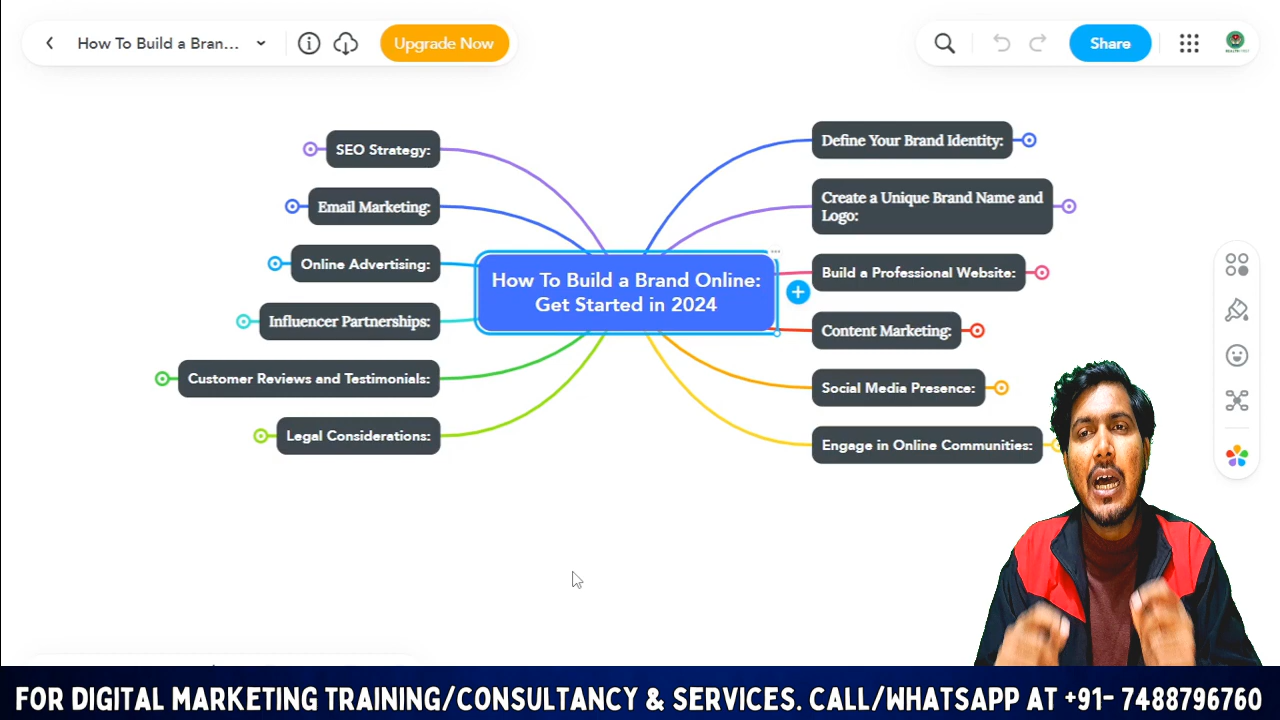 How To Build a Bran...
Upgrade Now
Share
SEO Strategy:
Email Marketing:
Online Advertising:
Influencer Partnerships:
Customer Reviews and Testimonials:
Legal Considerations:
How To Build a Brand Online:
Get Started in 2024
Define Your Brand Identity:
Create a Unique Brand Name and
Logo:
Build a Professional Website:
Content Marketing:
Social Media Presence:
Engage in Online Communities:
FOR DIGITAL MARKETING TRAINING/CONSULTANCY & SERVICES. CALL/WHATSAPP AT +91- 7488796760